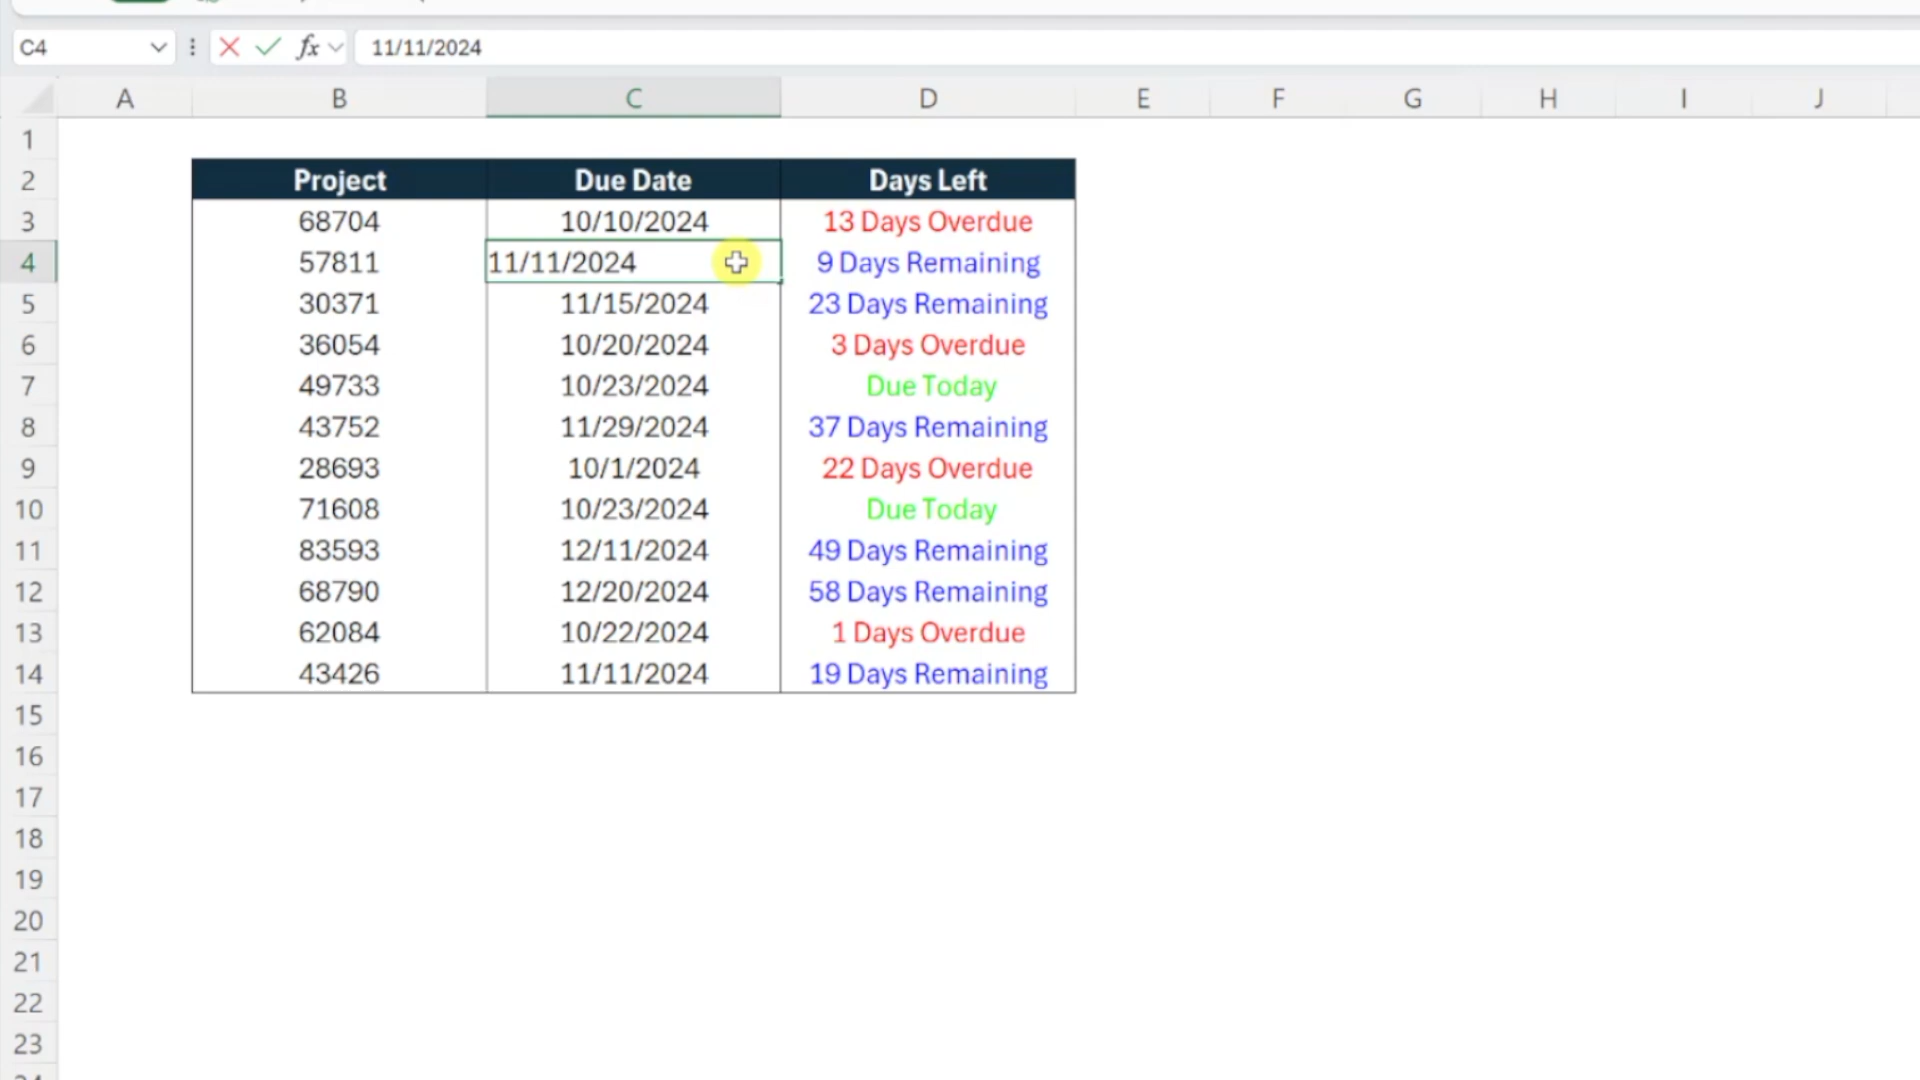 C4 fx 11/11/2024
A B C D E F G H I J
1
2 Project Due Date Days Left
3 68704 10/10/2024 13 Days Overdue
4 57811 11/11/2024 9 Days Remaining
5 30371 11/15/2024 23 Days Remaining
6 36054 10/20/2024 3 Days Overdue
7 49733 10/23/2024 Due Today
8 43752 11/29/2024 37 Days Remaining
9 28693 10/1/2024 22 Days Overdue
10 71608 10/23/2024 Due Today
11 83593 12/11/2024 49 Days Remaining
12 68790 12/20/2024 58 Days Remaining
13 62084 10/22/2024 1 Days Overdue
14 43426 11/11/2024 19 Days Remaining
15
16
17
18
19
20
21
22
23